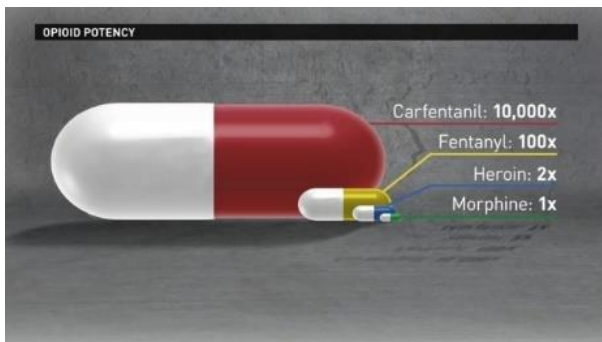 OPIOID POTENCY
Carfentanil: 10,000x
Fentanyl: 100x
Heroin: 2x
Morphine: 1x